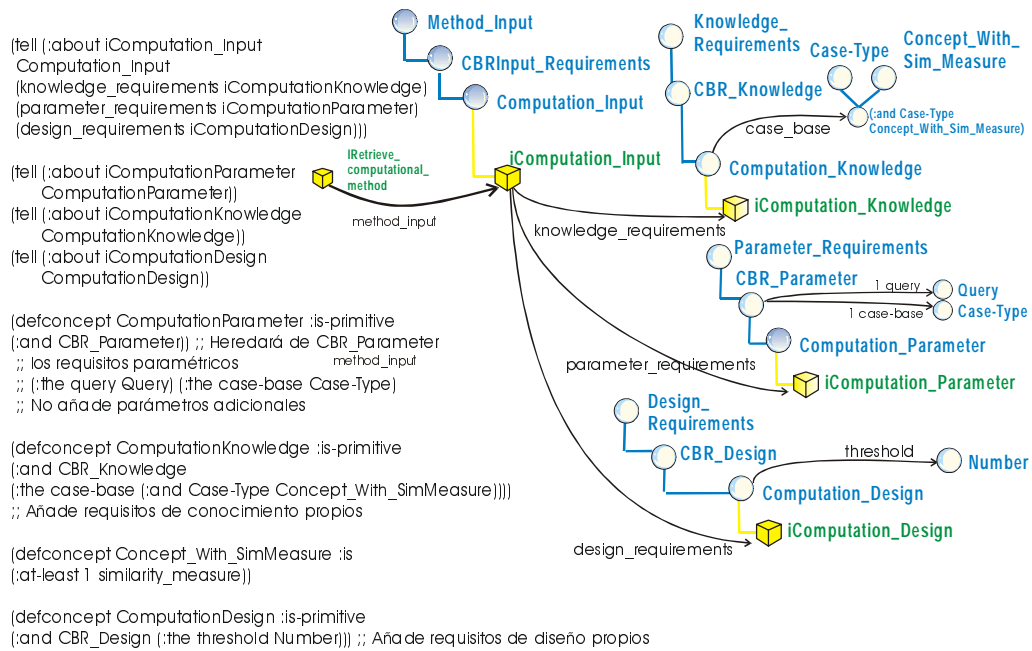 (tell (:about iComputation_Input
Computation_Input
(knowledge_requirements iComputationKnowledge)
(parameter_requirements iComputationParameter)
(design_requirements iComputationDesign)))
(tell (:about iComputationParameter
ComputationParameter))
(tell (:about iComputationKnowledge
ComputationKnowledge))
(tell (:about iComputationDesign
ComputationDesign))
(defconcept ComputationParameter :is-primitive
(:and CBR_Parameter)) ;; Heredará de CBR_Parameter
;; los requisitos paramétricos
method_input
;; (:the query Query) (:the case-base Case-Type)
;; No añade parámetros adicionales
(defconcept ComputationKnowledge :is-primitive
(:and CBR_Knowledge
(:the case-base (:and Case-Type Concept_With_SimMeasure))))
;; Añade requisitos de conocimiento propios
(defconcept Concept_With_SimMeasure :is
(:at-least 1 similarity_measure))
(defconcept ComputationDesign :is-primitive
(:and CBR_Design (:the threshold Number))) ;; Añade requisitos de diseño propios
Method_Input
CBRInput_Requirements
Computation_Input
iComputation_Input
IRetrieve_
computational_
method
method_input
Knowledge_
Requirements
Case-Type
Concept_With_
Sim_Measure
CBR_Knowledge
case_base
(:and Case-Type
Concept_With_Sim_Measure)
Computation_Knowledge
iComputation_Knowledge
knowledge_requirements
Parameter_Requirements
CBR_Parameter
1 query
Query
1 case-base
Case-Type
Computation_Parameter
parameter_requirements
iComputation_Parameter
Design_
Requirements
CBR_Design
threshold
Number
Computation_Design
iComputation_Design
design_requirements